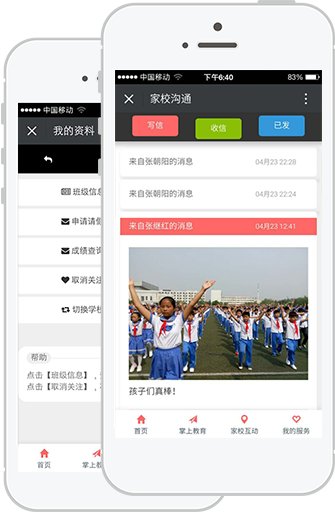 中国移动
我的资料
班级信息
申请请假
成绩查询
取消关注
切换学校
帮助
点击【班级信息】,
点击【取消关注】,
首页
掌上教育
中国移动 下午6:40 83%
家校沟通
写信 收信 已发
来自张朝阳的消息 04月23 22:28
来自张朝阳的消息 04月23 22:24
来自张继红的消息 04月23 12:41
孩子们真棒!
首页 掌上教育 家校互动 我的服务